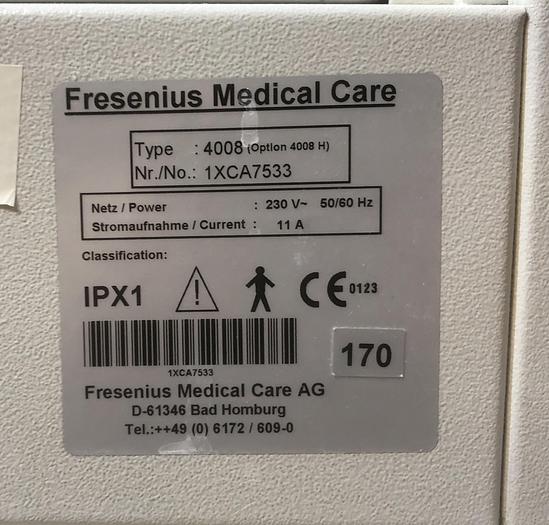 Fresenius Medical Care
Type : 4008 (Option 4008 H)
Nr./No.: 1XCA7533
Netz / Power : 230 V~ 50/60 Hz
Stromaufnahme / Current : 11 A
Classification:
IPX1 ! CE 0123
1XCA7533
170
Fresenius Medical Care AG
D-61346 Bad Homburg
Tel.:++49 (0) 6172 / 609-0